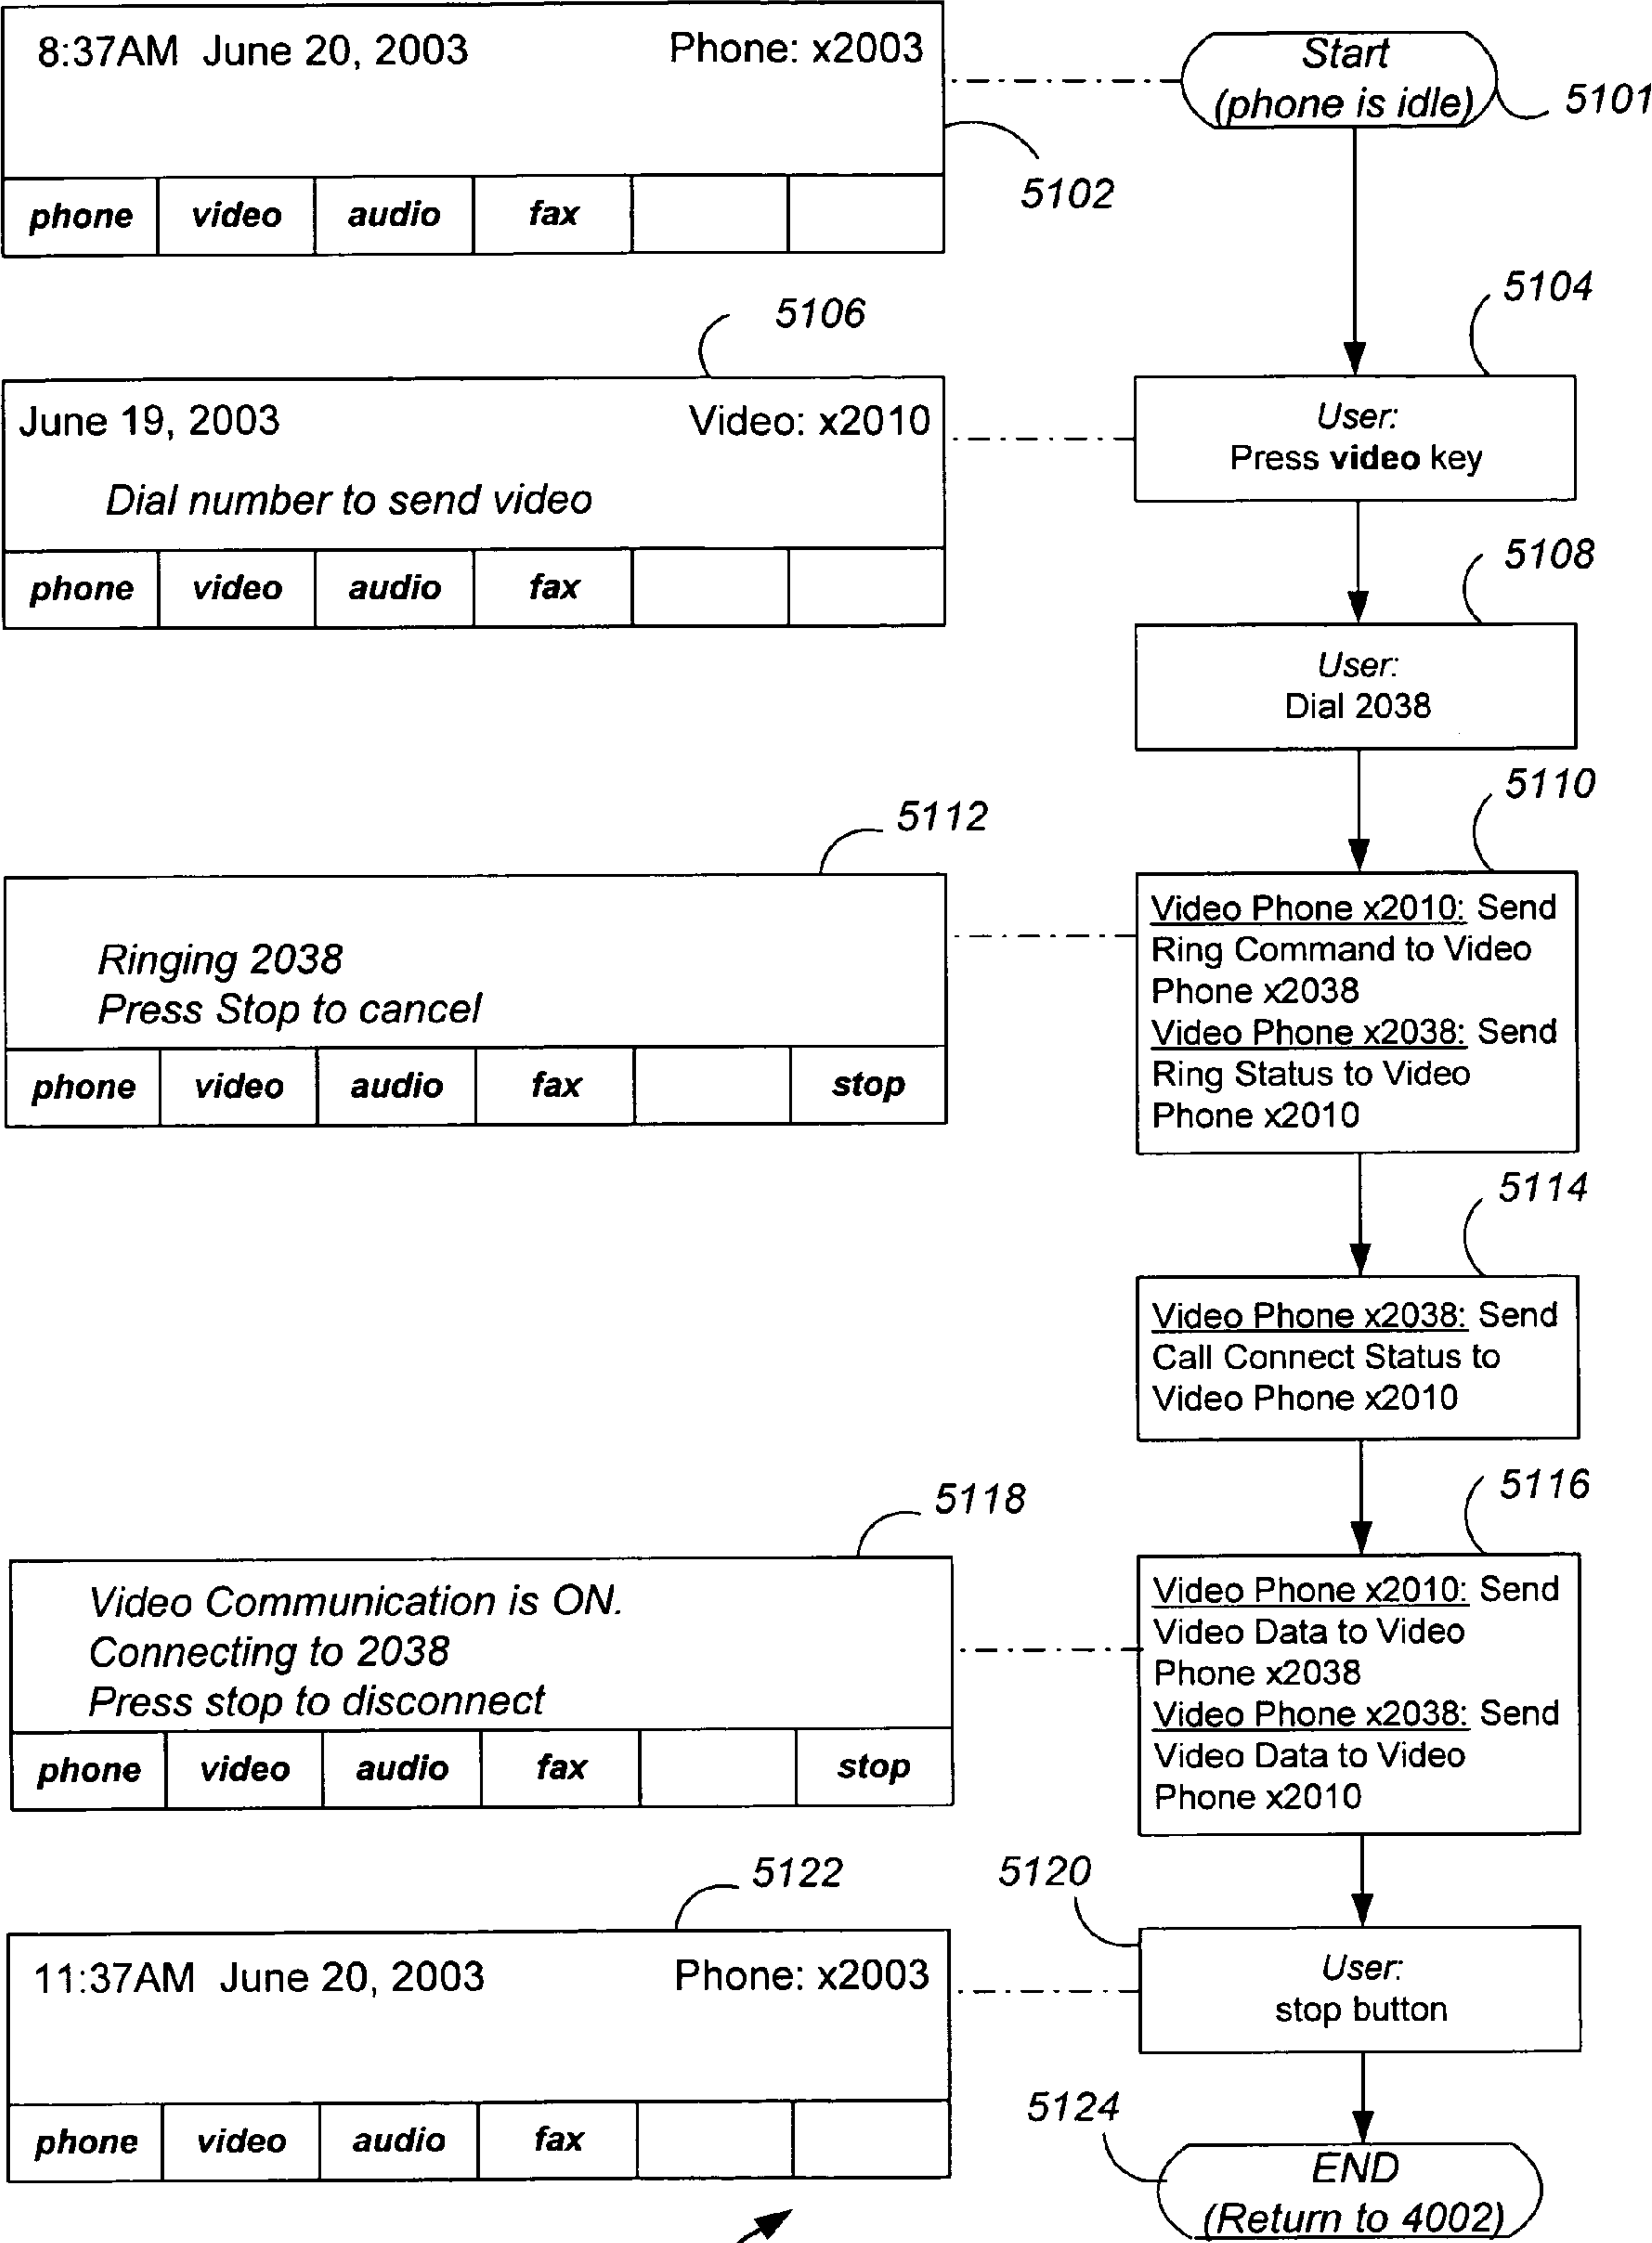 8:37AM June 20, 2003 Phone: x2003
phone video audio fax
5102
Start
(phone is idle)
5101
5106
June 19, 2003 Video: x2010
Dial number to send video
phone video audio fax
5104
User:
Press video key
5108
User:
Dial 2038
5112
Ringing 2038
Press Stop to cancel
phone video audio fax stop
5110
Video Phone x2010: Send
Ring Command to Video
Phone x2038
Video Phone x2038: Send
Ring Status to Video
Phone x2010
5114
Video Phone x2038: Send
Call Connect Status to
Video Phone x2010
5118
Video Communication is ON.
Connecting to 2038
Press stop to disconnect
phone video audio fax stop
5116
Video Phone x2010: Send
Video Data to Video
Phone x2038
Video Phone x2038: Send
Video Data to Video
Phone x2010
5122
11:37AM June 20, 2003 Phone: x2003
phone video audio fax
5120
User:
stop button
5124
END
(Return to 4002)